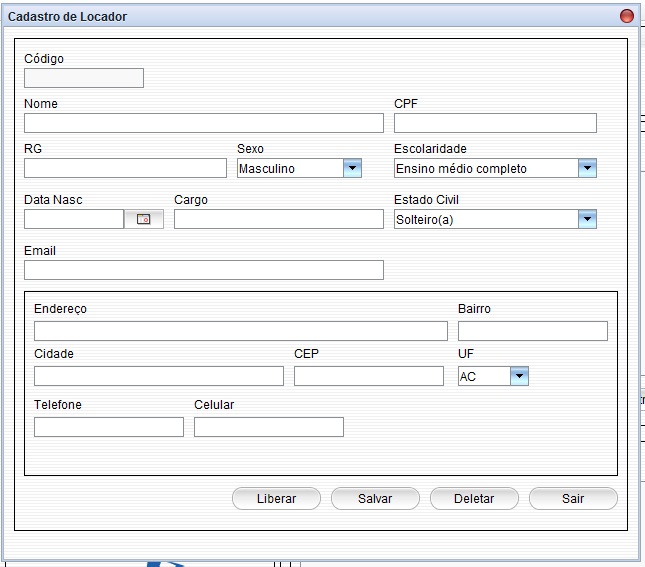 Cadastro de Locador
Código
Nome CPF
RG Sexo Escolaridade
Masculino Ensino médio completo
Data Nasc Cargo Estado Civil
Solteiro(a)
Email
Endereço Bairro
Cidade CEP UF
AC
Telefone Celular
Liberar Salvar Deletar Sair